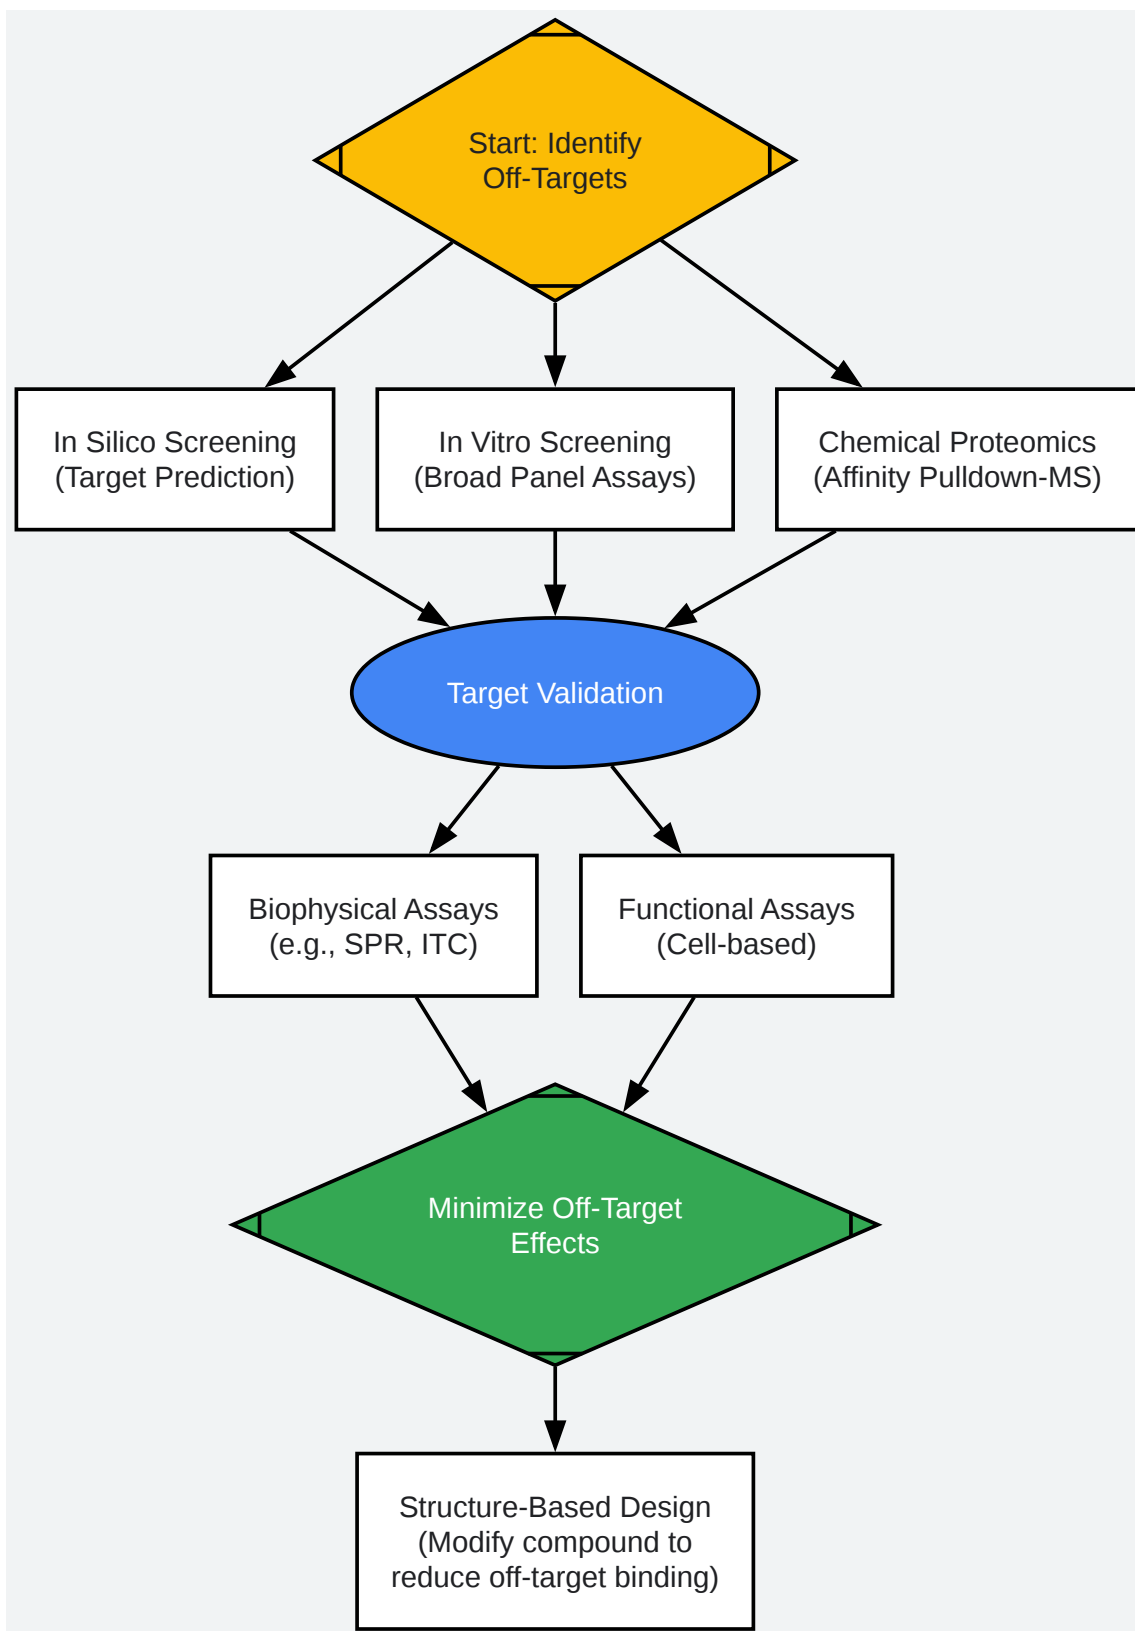 Start: Identify
Off-Targets
In Silico Screening
(Target Prediction)
In Vitro Screening
(Broad Panel Assays)
Chemical Proteomics
(Affinity Pulldown-MS)
Target Validation
Biophysical Assays
(e.g., SPR, ITC)
Functional Assays
(Cell-based)
Minimize Off-Target
Effects
Structure-Based Design
(Modify compound to
reduce off-target binding)